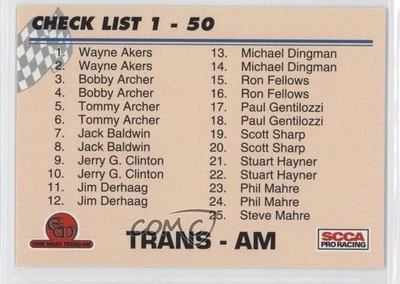 CHECK LIST 1 - 50
1. Wayne Akers
2. Wayne Akers
3. Bobby Archer
4. Bobby Archer
5. Tommy Archer
6. Tommy Archer
7. Jack Baldwin
8. Jack Baldwin
9. Jerry G. Clinton
10. Jerry G. Clinton
11. Jim Derhaag
12. Jim Derhaag
13. Michael Dingman
14. Michael Dingman
15. Ron Fellows
16. Ron Fellows
17. Paul Gentilozzi
18. Paul Gentilozzi
19. Scott Sharp
20. Scott Sharp
21. Stuart Hayner
22. Stuart Hayner
23. Phil Mahre
24. Phil Mahre
25. Steve Mahre
COMC
TRANS - AM
SCCA
PRO RACING